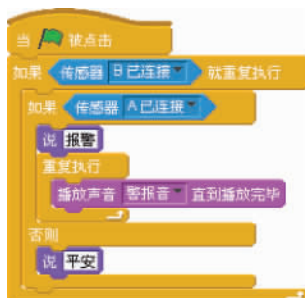 当 被点击
如果 传感器 B已连接 就重复执行
如果 传感器 A已连接
说 报警
重复执行
播放声音 警报音 直到播放完毕
否则
说 平安